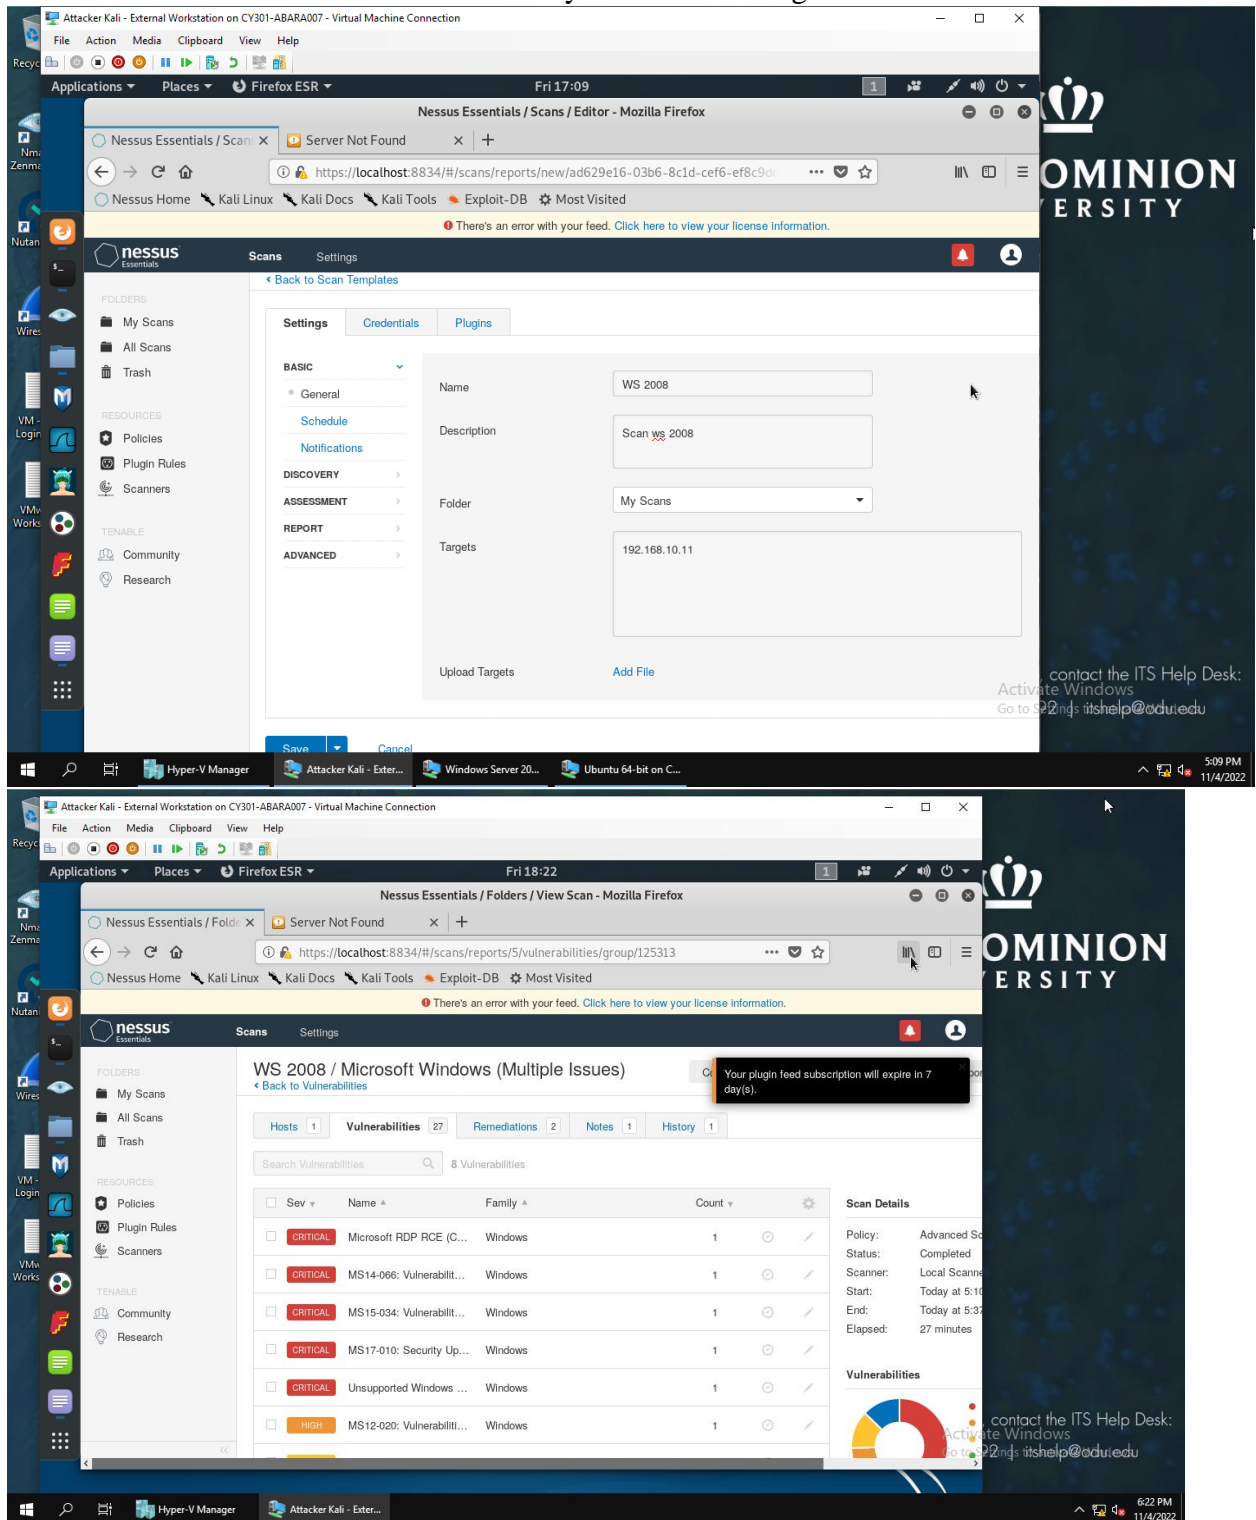 Attacker Kali - External Workstation on CY301-ABARA007 - Virtual Machine Connection
File Action Media Clipboard View Help
Applications Places Firefox ESR Fri 17:09 1
Nessus Essentials / Scans / Editor - Mozilla Firefox
Nessus Essentials / Scan Server Not Found
https://localhost:8834/#/scans/reports/new/ad629e16-03b6-8c1d-cef6-ef8c9d
Nessus Home Kali Linux Kali Docs Kali Tools Exploit-DB Most Visited
There's an error with your feed. Click here to view your license information.
nessus Essentials Scans Settings
Back to Scan Templates
FOLDERS
My Scans
All Scans
Trash
RESOURCES
Policies
Plugin Rules
Scanners
TENABLE
Community
Research
Settings Credentials Plugins
BASIC
General
Schedule
Notifications
DISCOVERY
ASSESSMENT
REPORT
ADVANCED
Name WS 2008
Description Scan ws 2008
Folder My Scans
Targets 192.168.10.11
Upload Targets Add File
Save Cancel
OMINION
ERSITY
contact the ITS Help Desk:
Activate Windows
itshelp@odu.edu
Hyper-V Manager Attacker Kali - Exter... Windows Server 20... Ubuntu 64-bit on C...
5:09 PM
11/4/2022
Attacker Kali - External Workstation on CY301-ABARA007 - Virtual Machine Connection
File Action Media Clipboard View Help
Applications Places Firefox ESR Fri 18:22 1
Nessus Essentials / Folders / View Scan - Mozilla Firefox
Nessus Essentials / Folde Server Not Found
https://localhost:8834/#/scans/reports/5/vulnerabilities/group/125313
Nessus Home Kali Linux Kali Docs Kali Tools Exploit-DB Most Visited
There's an error with your feed. Click here to view your license information.
nessus Essentials Scans Settings
FOLDERS
My Scans
All Scans
Trash
RESOURCES
Policies
Plugin Rules
Scanners
TENABLE
Community
Research
WS 2008 / Microsoft Windows (Multiple Issues)
Back to Vulnerabilities
Your plugin feed subscription will expire in 7
day(s).
Hosts 1 Vulnerabilities 27 Remediations 2 Notes 1 History 1
Search Vulnerabilities 8 Vulnerabilities
Sev Name Family Count
CRITICAL Microsoft RDP RCE (C... Windows 1
CRITICAL MS14-066: Vulnerabilit... Windows 1
CRITICAL MS15-034: Vulnerabilit... Windows 1
CRITICAL MS17-010: Security Up... Windows 1
CRITICAL Unsupported Windows ... Windows 1
HIGH MS12-020: Vulnerabiliti... Windows 1
Scan Details
Policy: Advanced Sc
Status: Completed
Scanner: Local Scanne
Start: Today at 5:10
End: Today at 5:37
Elapsed: 27 minutes
Vulnerabilities
OMINION
ERSITY
contact the ITS Help Desk:
Activate Windows
itshelp@odu.edu
Hyper-V Manager Attacker Kali - Exter...
6:22 PM
11/4/2022